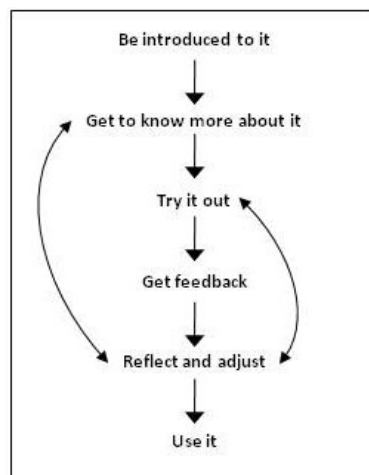 Be introduced to it
Get to know more about it
Try it out
Get feedback
Reflect and adjust
Use it